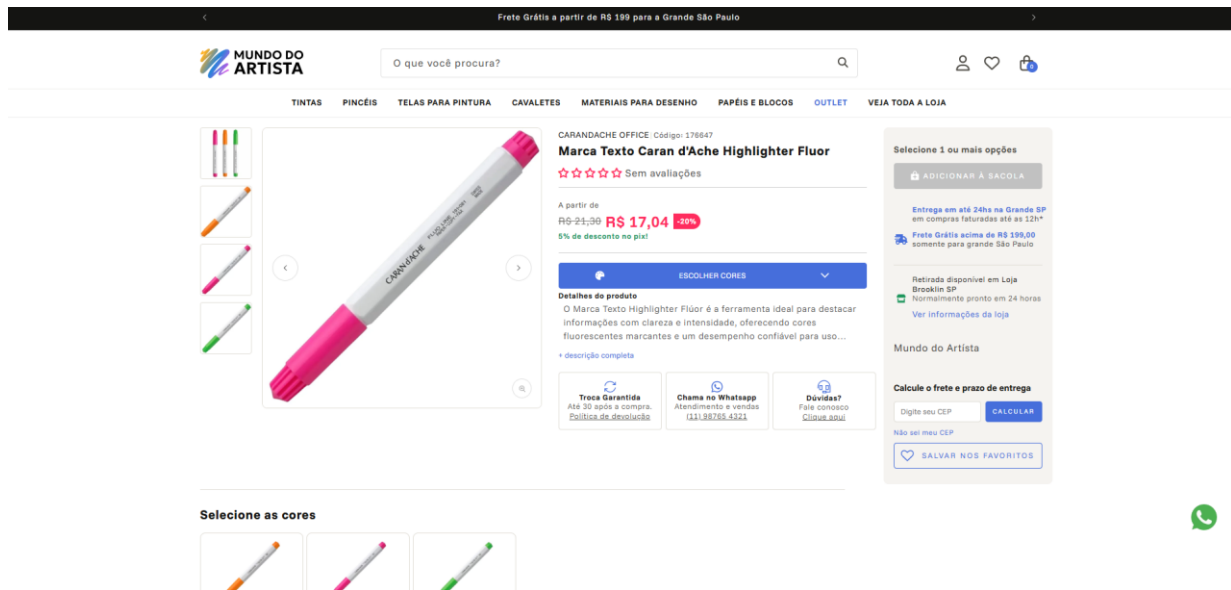 Frete Grátis a partir de R$ 199 para a Grande São Paulo
MUNDO DO
ARTISTA
O que você procura?
0
TINTAS PINCÉIS TELAS PARA PINTURA CAVALETES MATERIAIS PARA DESENHO PAPÉIS E BLOCOS OUTLET VEJA TODA A LOJA
CARANDACHE OFFICE Código: 176647
Marca Texto Caran d'Ache Highlighter Fluor
Sem avaliações
A partir de
R$ 21,30 R$ 17,04 -20%
5% de desconto no pix!
ESCOLHER CORES
Detalhes do produto
O Marca Texto Highlighter Flúor é a ferramenta ideal para destacar
informações com clareza e intensidade, oferecendo cores
fluorescentes marcantes e um desempenho confiável para uso...
+ descrição completa
Troca Garantida
Até 30 após a compra.
Política de devolução
Chama no Whatsapp
Atendimento e vendas
(11) 98765 4321
Dúvidas?
Fale conosco
Clique aqui
CARAN d'ACHE
Selecione 1 ou mais opções
ADICIONAR À SACOLA
Entrega em até 24hs na Grande SP
em compras faturadas até as 12h*
Frete Grátis acima de R$ 199,00
somente para grande São Paulo
Retirada disponível em Loja
Brooklin SP
Normalmente pronto em 24 horas
Ver informações da loja
Mundo do Artista
Calcule o frete e prazo de entrega
Digite seu CEP CALCULAR
Não sei meu CEP
SALVAR NOS FAVORITOS
Selecione as cores